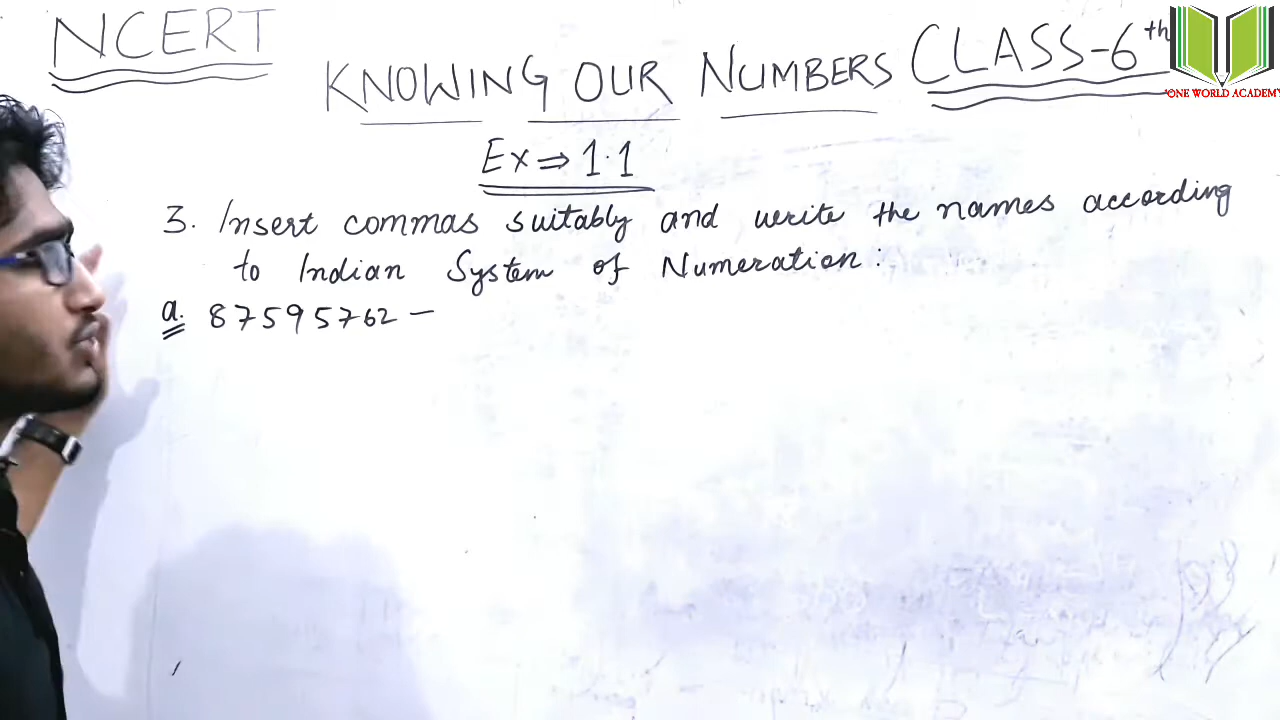 NCERT
KNOWING OUR NUMBERS
CLASS-6th
ONE WORLD ACADEMY
Ex ⇒ 1.1
3. Insert commas suitably and write the names according
to Indian System of Numeration:
a. 87595762 —